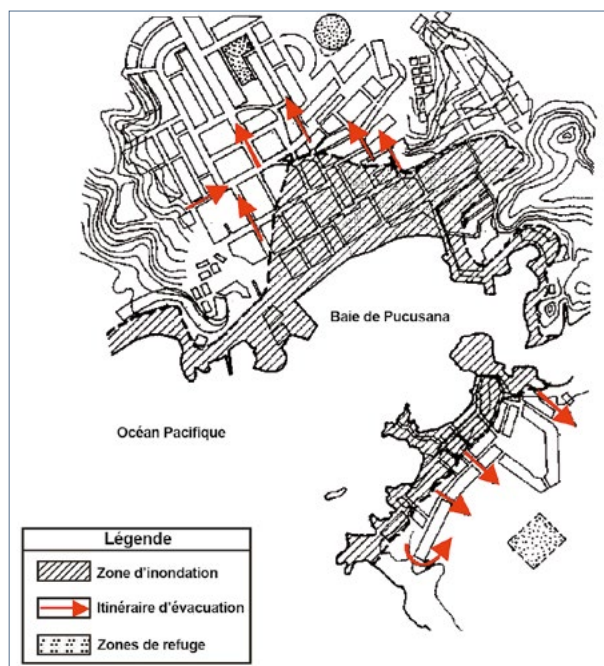 Baie de Pucusana
Océan Pacifique
Légende
Zone d'inondation
Itinéraire d'évacuation
Zones de refuge